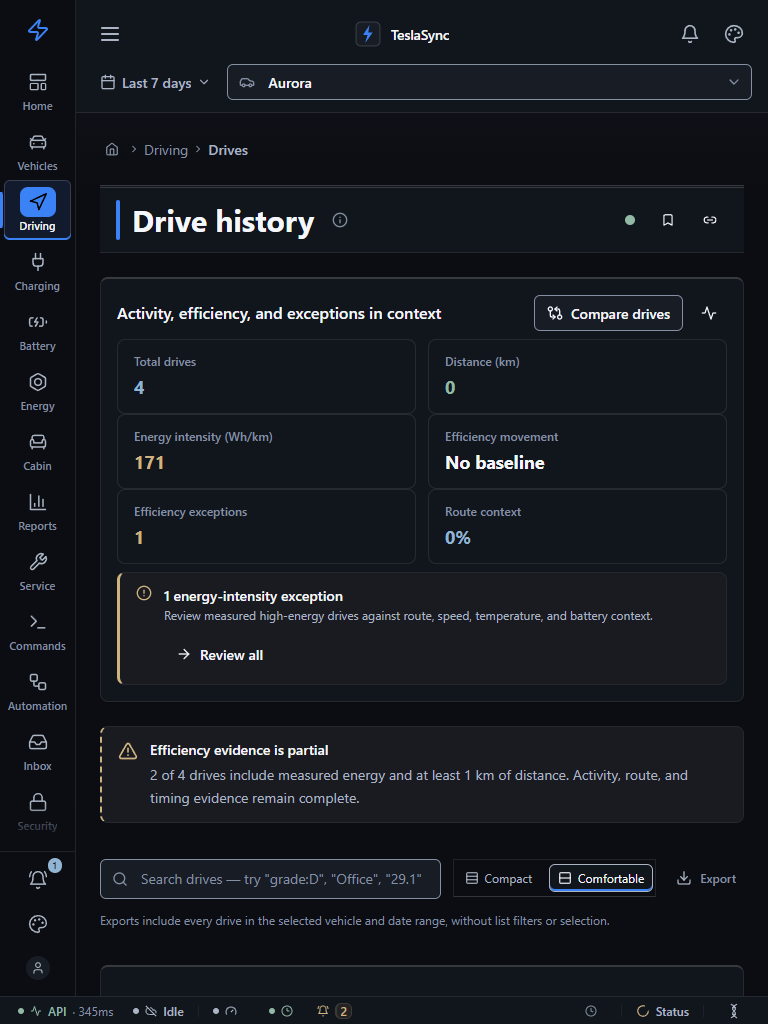 TeslaSync
Last 7 days
Aurora
Home
Vehicles
Driving
Charging
Battery
Energy
Cabin
Reports
Service
Commands
Automation
Inbox
Security
1
Driving
Drives
Drive history
Activity, efficiency, and exceptions in context
Compare drives
Total drives
4
Distance (km)
0
Energy intensity (Wh/km)
171
Efficiency movement
No baseline
Efficiency exceptions
1
Route context
0%
1 energy-intensity exception
Review measured high-energy drives against route, speed, temperature, and battery context.
Review all
Efficiency evidence is partial
2 of 4 drives include measured energy and at least 1 km of distance. Activity, route, and
timing evidence remain complete.
Search drives — try "grade:D", "Office", "29.1"
Compact
Comfortable
Export
Exports include every drive in the selected vehicle and date range, without list filters or selection.
API · 345ms
Idle
2
Status